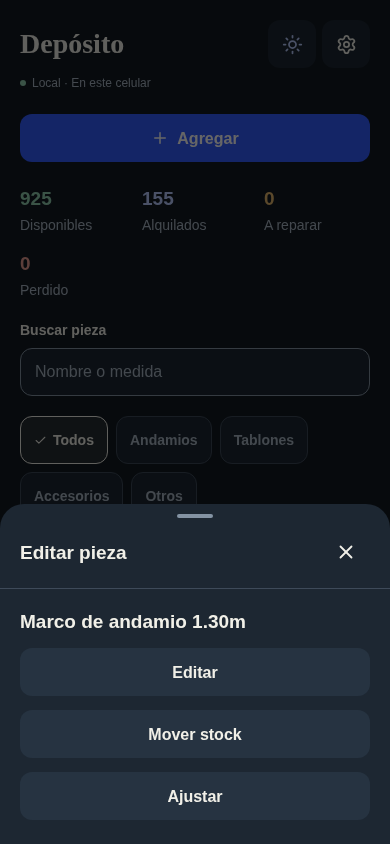 Depósito
Local · En este celular
Agregar
925
Disponibles
155
Alquilados
0
A reparar
0
Perdido
Buscar pieza
Nombre o medida
Todos
Andamios
Tablones
Accesorios
Otros
Editar pieza
Marco de andamio 1.30m
Editar
Mover stock
Ajustar